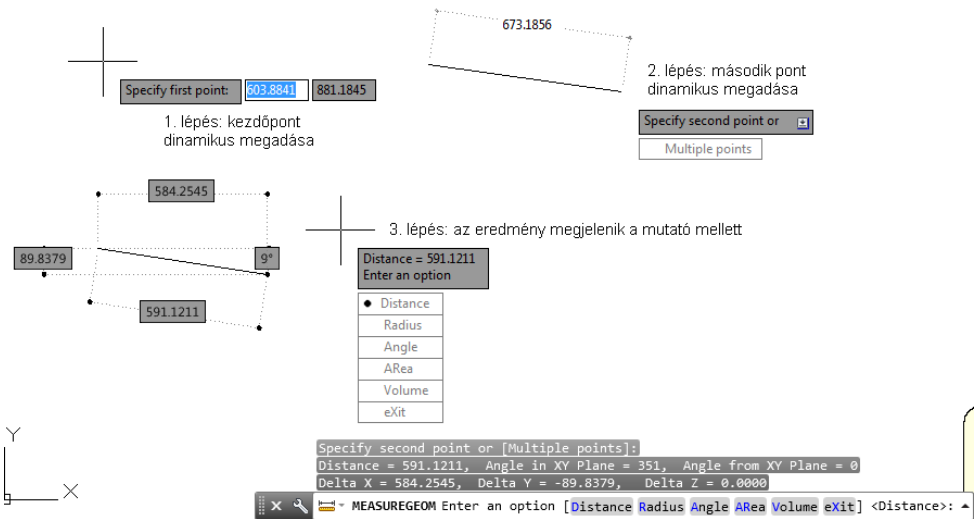 673.1856
Specify first point: 603.8841 881.1845
1. lépés: kezdőpont
dinamikus megadása
2. lépés: második pont
dinamikus megadása
Specify second point or
Multiple points
584.2545
89.8379
9°
591.1211
3. lépés: az eredmény megjelenik a mutató mellett
Distance = 591.1211
Enter an option
Distance
Radius
Angle
ARea
Volume
eXit
Y
X
Specify second point or [Multiple points]:
Distance = 591.1211, Angle in XY Plane = 351, Angle from XY Plane = 0
Delta X = 584.2545, Delta Y = -89.8379, Delta Z = 0.0000
MEASUREGEOM Enter an option [Distance Radius Angle ARea Volume eXit] <Distance>: